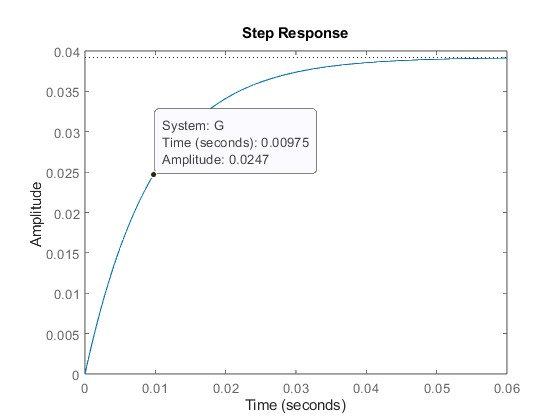 Step Response
0.04
0.035
0.03
0.025
0.02
0.015
0.01
0.005
0
Amplitude
System: G
Time (seconds): 0.00975
Amplitude: 0.0247
0 0.01 0.02 0.03 0.04 0.05 0.06
Time (seconds)